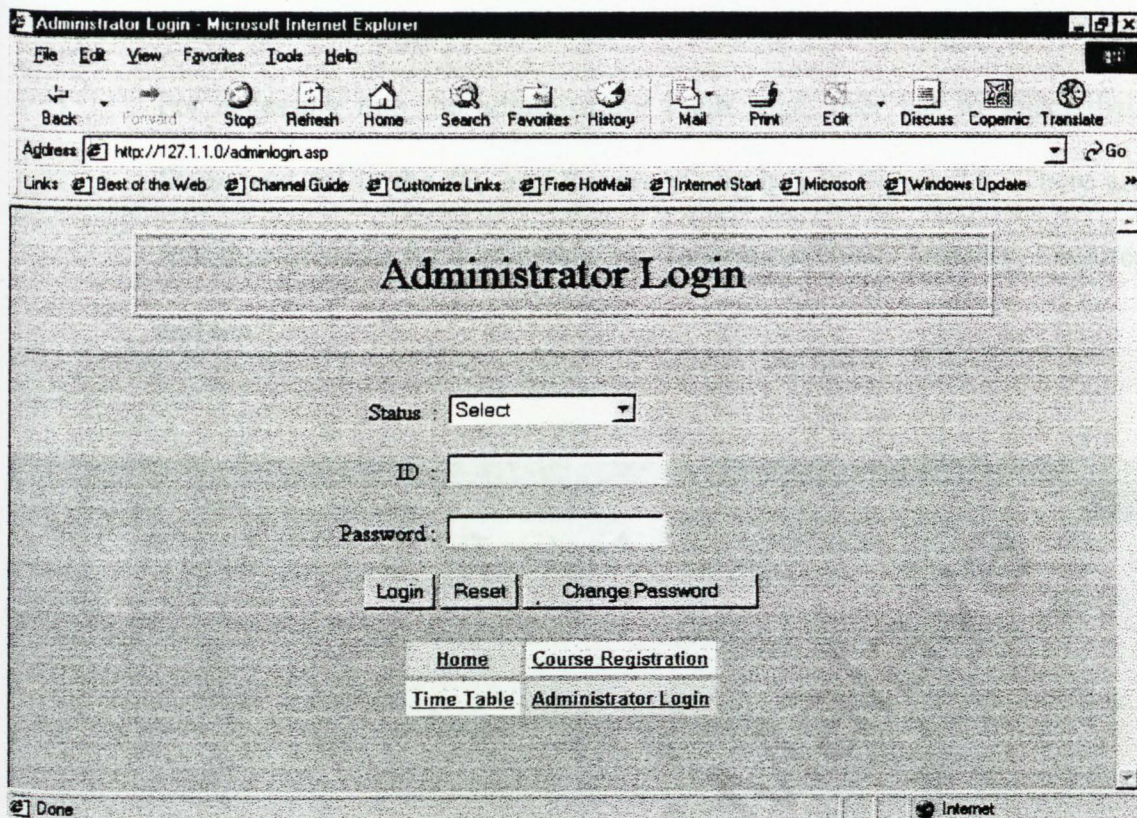 Administrator Login - Microsoft Internet Explorer
File Edit View Favorites Tools Help
Back Forward Stop Refresh Home Search Favorites History Mail Print Edit Discuss Copernic Translate
Address http://127.1.1.0/adminlogin.asp Go
Links Best of the Web Channel Guide Customize Links Free HotMail Internet Start Microsoft Windows Update »
Administrator Login
Status : Select
ID :
Password :
Login Reset Change Password
Home Course Registration
Time Table Administrator Login
Done Internet